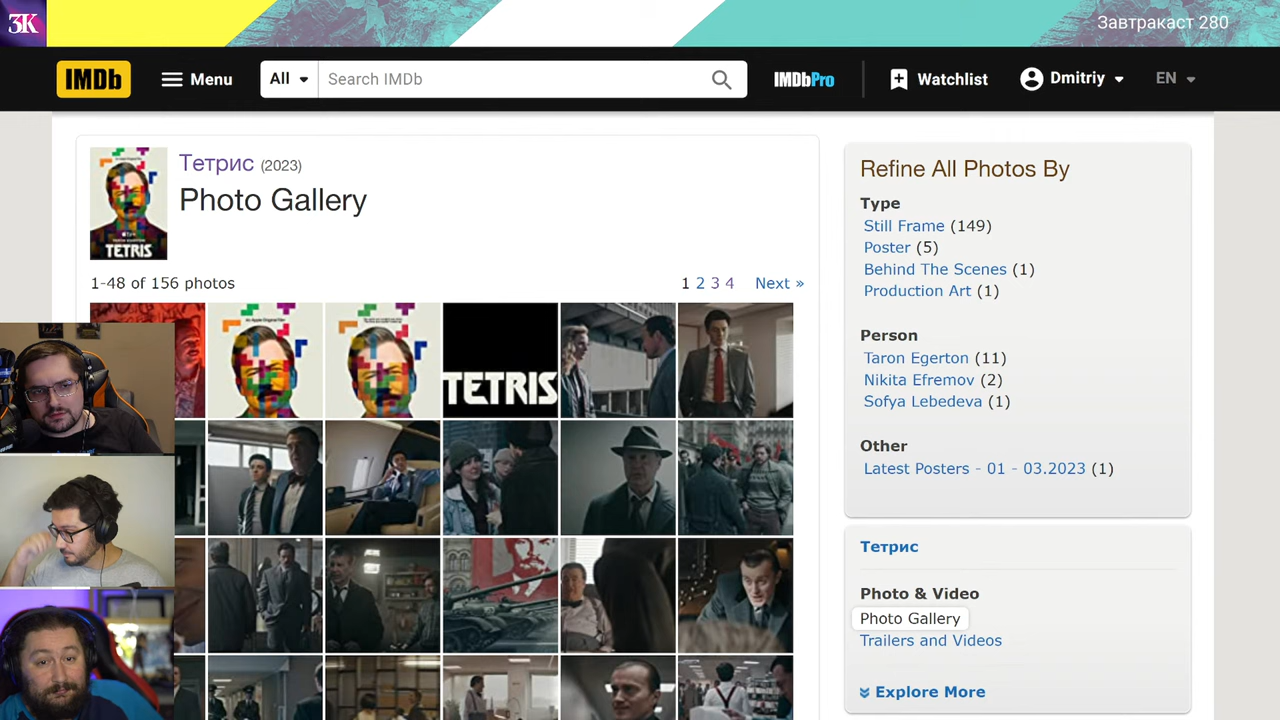 ЗК
Завтракаст 280
IMDb
Menu
All
Search IMDb
IMDbPro
Watchlist
Dmitriy
EN
TETRIS
Тетрис (2023)
Photo Gallery
1-48 of 156 photos
1 2 3 4 Next »
TETRIS
Refine All Photos By
Type
Still Frame (149)
Poster (5)
Behind The Scenes (1)
Production Art (1)
Person
Taron Egerton (11)
Nikita Efremov (2)
Sofya Lebedeva (1)
Other
Latest Posters - 01 - 03.2023 (1)
Тетрис
Photo & Video
Photo Gallery
Trailers and Videos
Explore More